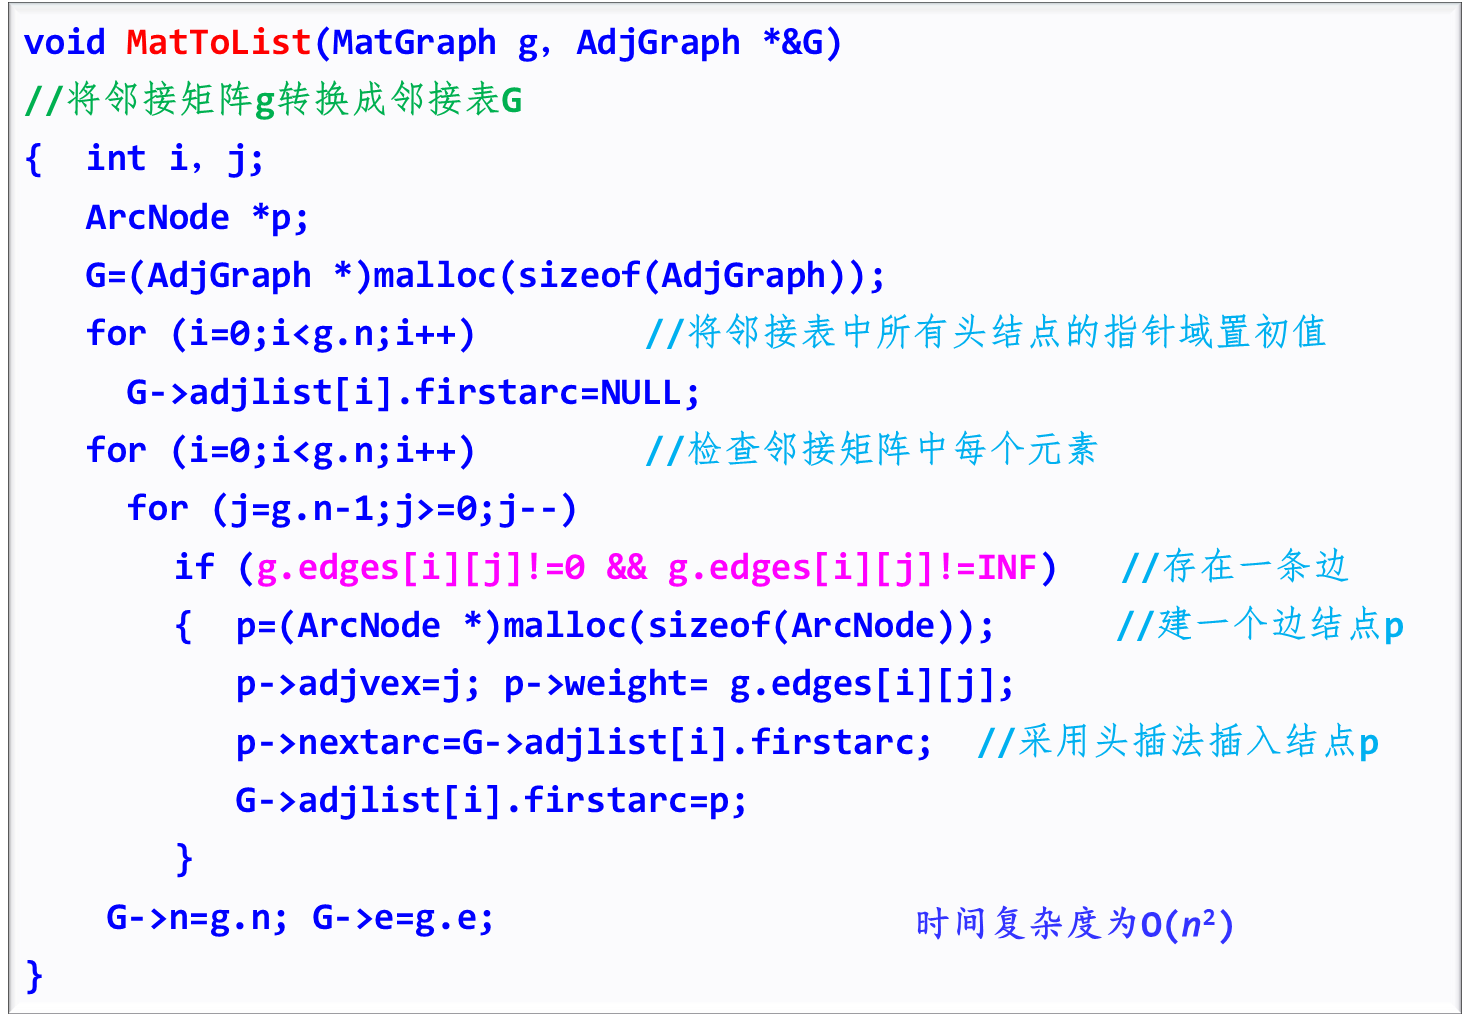 void MatToList(MatGraph g, AdjGraph *&G)
//将邻接矩阵g转换成邻接表G
{  int i, j;
   ArcNode *p;
   G=(AdjGraph *)malloc(sizeof(AdjGraph));
   for (i=0;i<g.n;i++)        //将邻接表中所有头结点的指针域置初值
     G->adjlist[i].firstarc=NULL;
   for (i=0;i<g.n;i++)        //检查邻接矩阵中每个元素
     for (j=g.n-1;j>=0;j--)
       if (g.edges[i][j]!=0 && g.edges[i][j]!=INF)   //存在一条边
       {  p=(ArcNode *)malloc(sizeof(ArcNode));      //建一个边结点p
          p->adjvex=j; p->weight= g.edges[i][j];
          p->nextarc=G->adjlist[i].firstarc;  //采用头插法插入结点p
          G->adjlist[i].firstarc=p;
       }
    G->n=g.n; G->e=g.e;                    时间复杂度为O(n²)
}